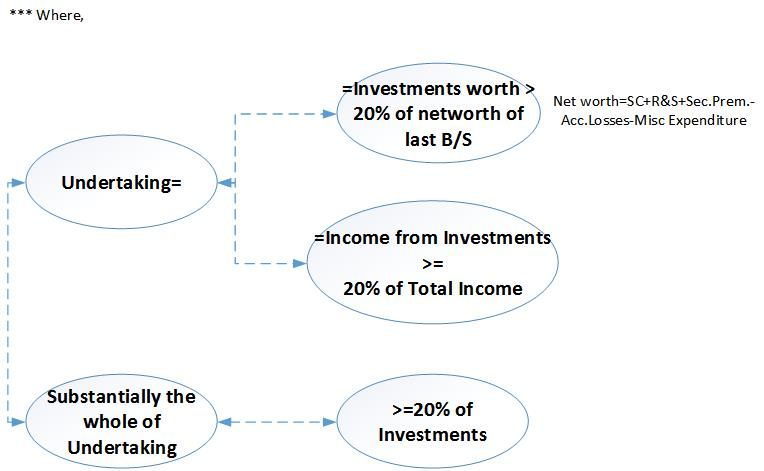 *** Where,
=Investments worth >
20% of networth of
last B/S
Net worth=SC+R&S+Sec.Prem.-
Acc.Losses-Misc Expenditure
Undertaking=
=Income from Investments
>=
20% of Total Income
Substantially the
whole of
Undertaking
>=20% of
Investments